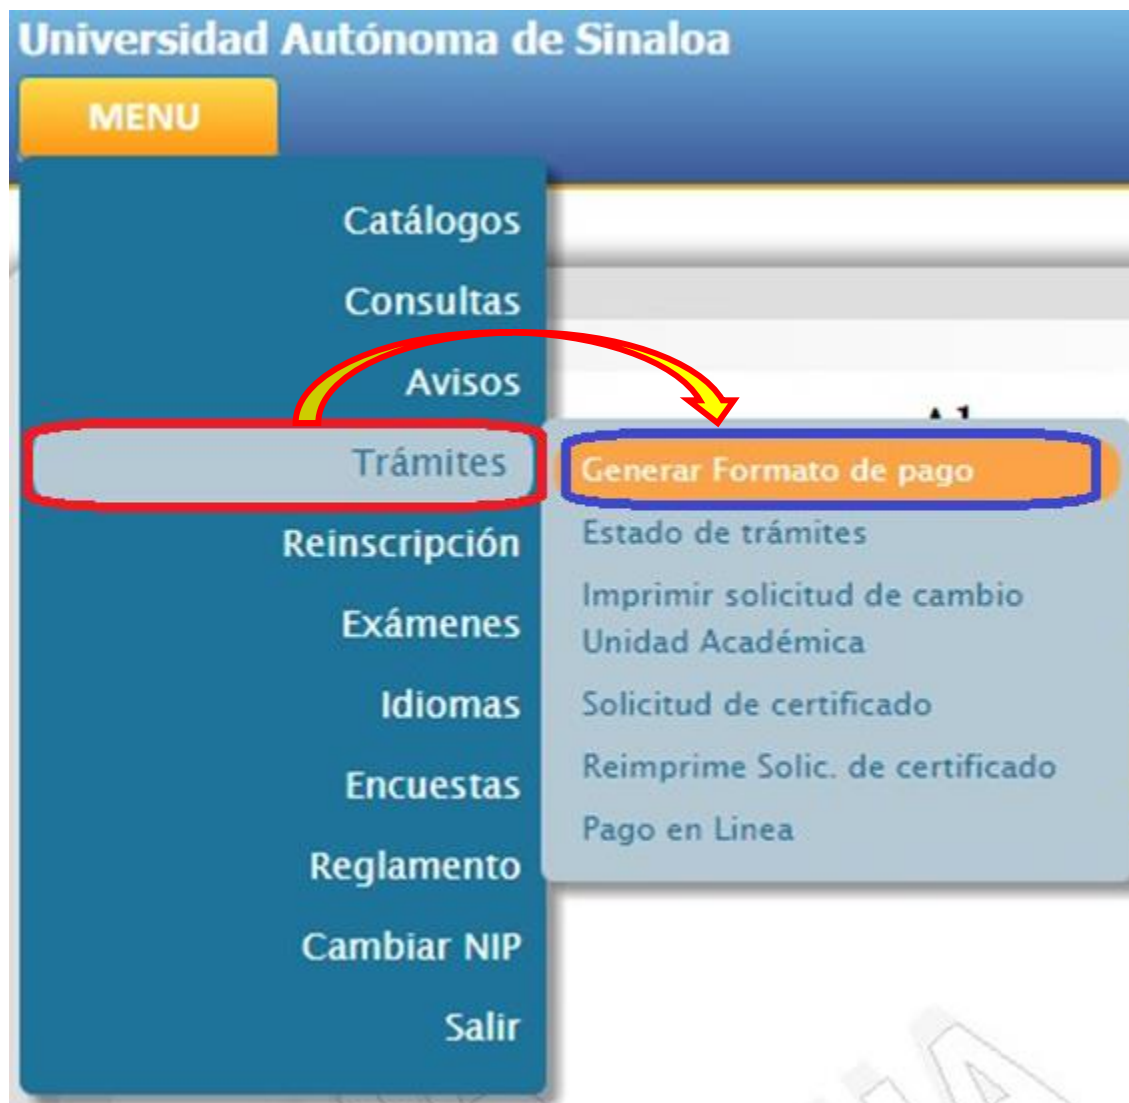 Universidad Autónoma de Sinaloa
MENU
Catálogos
Consultas
Avisos
Trámites
Reinscripción
Exámenes
Idiomas
Encuestas
Reglamento
Cambiar NIP
Salir
Generar Formato de pago
Estado de trámites
Imprimir solicitud de cambio
Unidad Académica
Solicitud de certificado
Reimprime Solic. de certificado
Pago en Linea